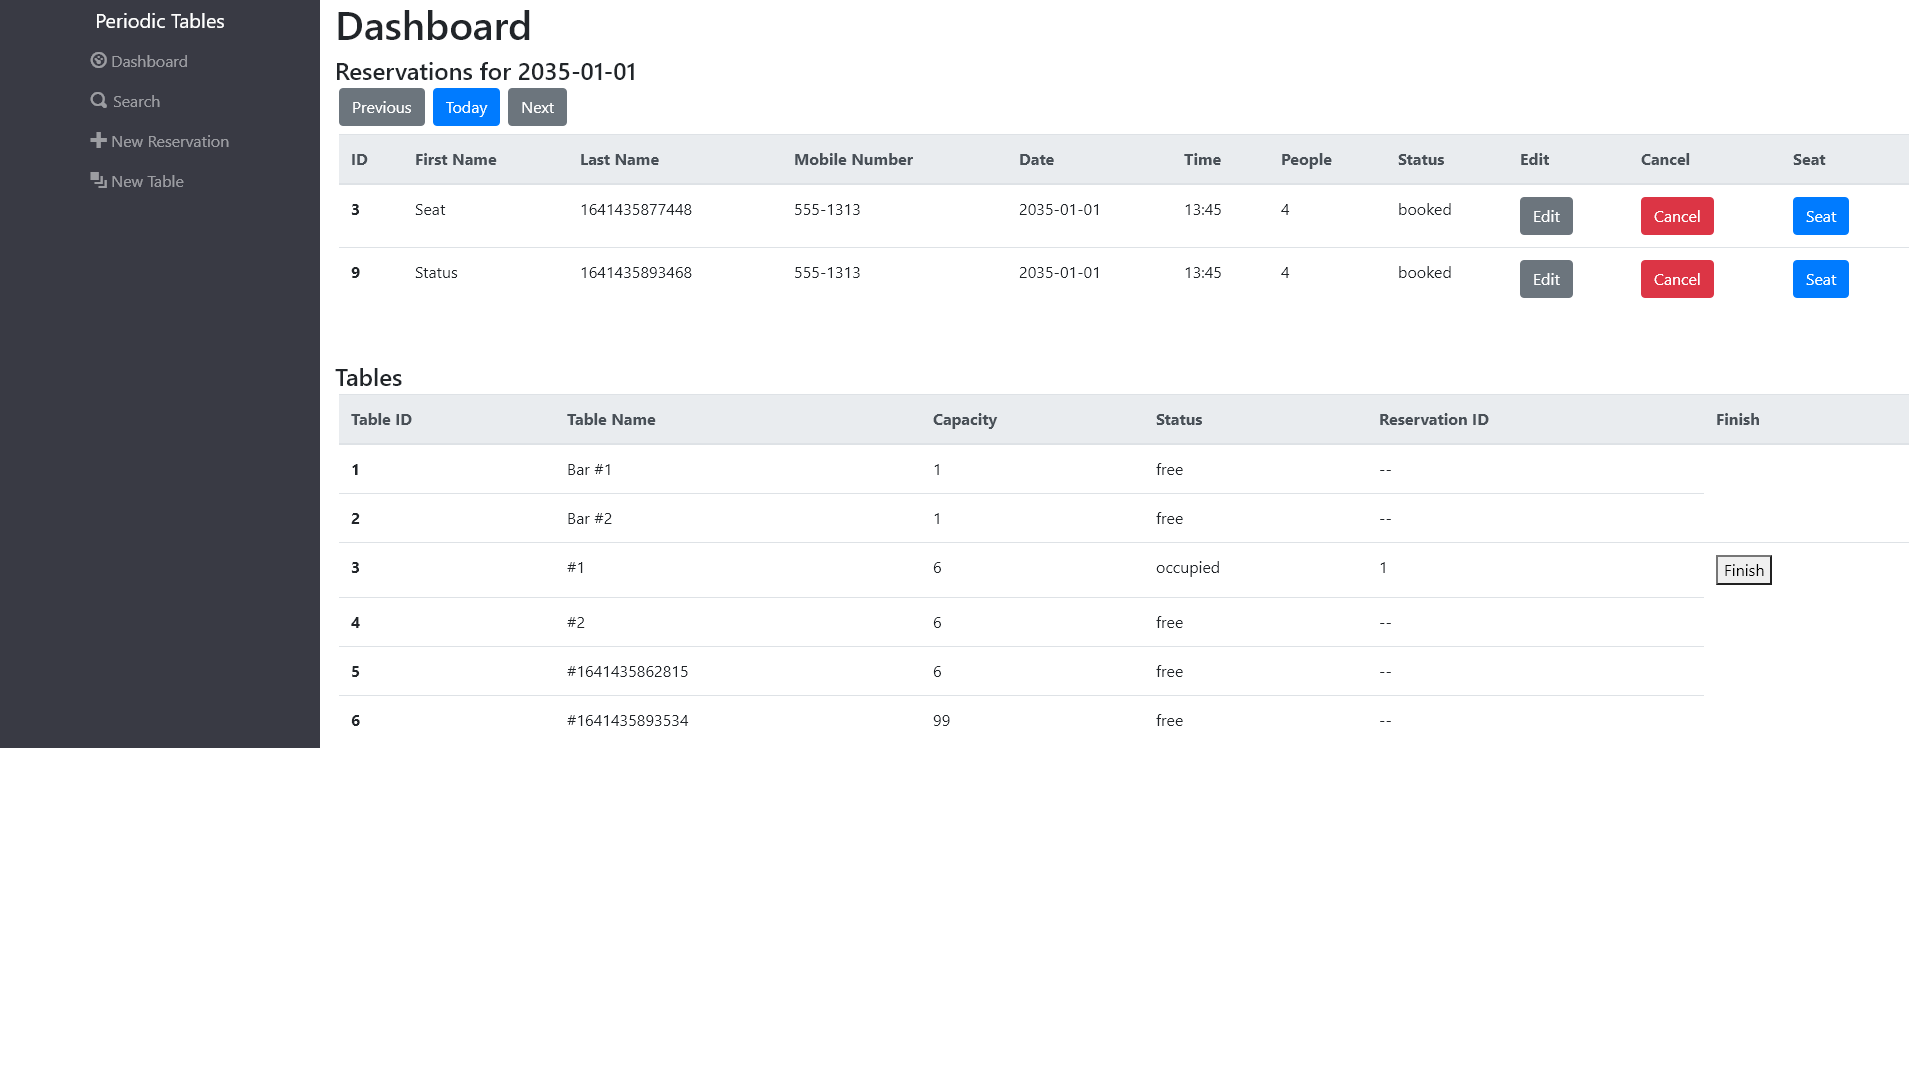 Periodic Tables
Dashboard
Search
New Reservation
New Table
Dashboard
Reservations for 2035-01-01
Previous Today Next
ID First Name Last Name Mobile Number Date Time People Status Edit Cancel Seat
3 Seat 1641435877448 555-1313 2035-01-01 13:45 4 booked Edit Cancel Seat
9 Status 1641435893468 555-1313 2035-01-01 13:45 4 booked Edit Cancel Seat
Tables
Table ID Table Name Capacity Status Reservation ID Finish
1 Bar #1 1 free --
2 Bar #2 1 free --
3 #1 6 occupied 1 Finish
4 #2 6 free --
5 #1641435862815 6 free --
6 #1641435893534 99 free --